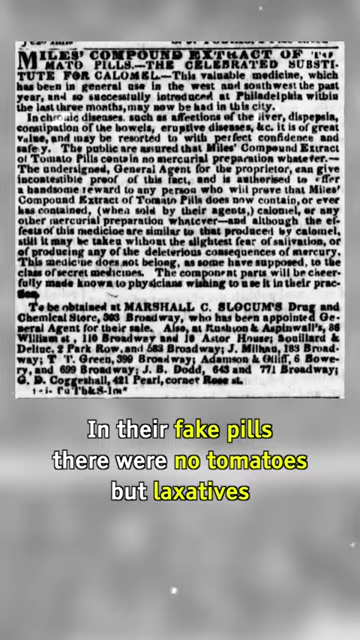 MILES' COMPOUND EXTRACT OF TO
MATO PILLS.—THE CELEBRATED SUBSTI-
TUTE FOR CALOMEL.—This valuable medicine, which
has been in general use in the west and southwest the past
year, and so successfully introduced at Philadelphia within
the last three months, may now be had in this city.
In chronic diseases, such as affections of the liver, dispepsia,
constipation of the bowels, eruptive diseases, &c. it is of great
value, and may be resorted to with perfect confidence and
safety. The public are assured that Miles' Compound Extract
of Tomato Pills contain no mercurial preparation whatever.—
The undersigned, General Agent for the proprietor, can give
incontestible proof of this fact, and is authorised to offer
a handsome reward to any person who will prove that Miles'
Compound Extract of Tomato Pills does now contain, or ever
has contained, (when sold by their agents,) calomel, or any
other mercurial preparation whatever—and although the ef-
fects of this medicine are similar to that produced by calomel,
still it may be taken without the slightest fear of salivation, or
of producing any of the deleterious consequences of mercury.
This medicine does not belong, as some have supposed, to the
class of secret medicines. The component parts will be cheer-
fully made known to physicians wishing to use it in their prac-
tice.
To be obtained at MARSHALL C. SLOCUM'S Drug and
Chemical Store, 303 Broadway, who has been appointed Ge-
neral Agent for their sale. Also, at Rushton & Aspinwall's, 86
William st, 110 Broadway and 10 Astor House; Souillard &
Delluc, 2 Park Row, and 583 Broadway; J. Milhau, 183 Broad-
way; T. T. Green, 399 Broadway; Adamson & Olliff, 6 Bowe-
ry, and 699 Broadway; J. B. Dodd, 643 and 771 Broadway;
G. D. Coggeshall, 421 Pearl, corner Rose st.
In their fake pills
there were no tomatoes
but laxatives